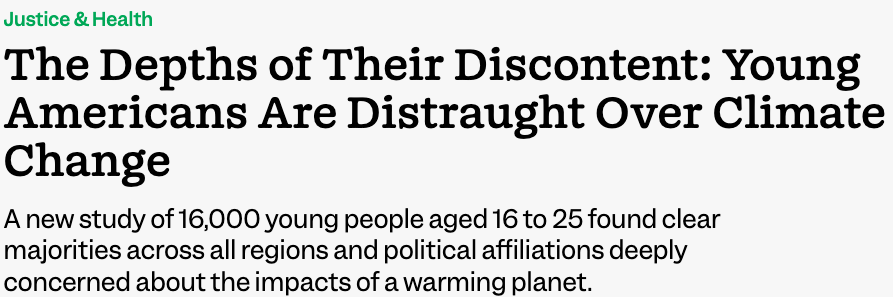 Justice & Health
The Depths of Their Discontent: Young
Americans Are Distraught Over Climate
Change
A new study of 16,000 young people aged 16 to 25 found clear
majorities across all regions and political affiliations deeply
concerned about the impacts of a warming planet.